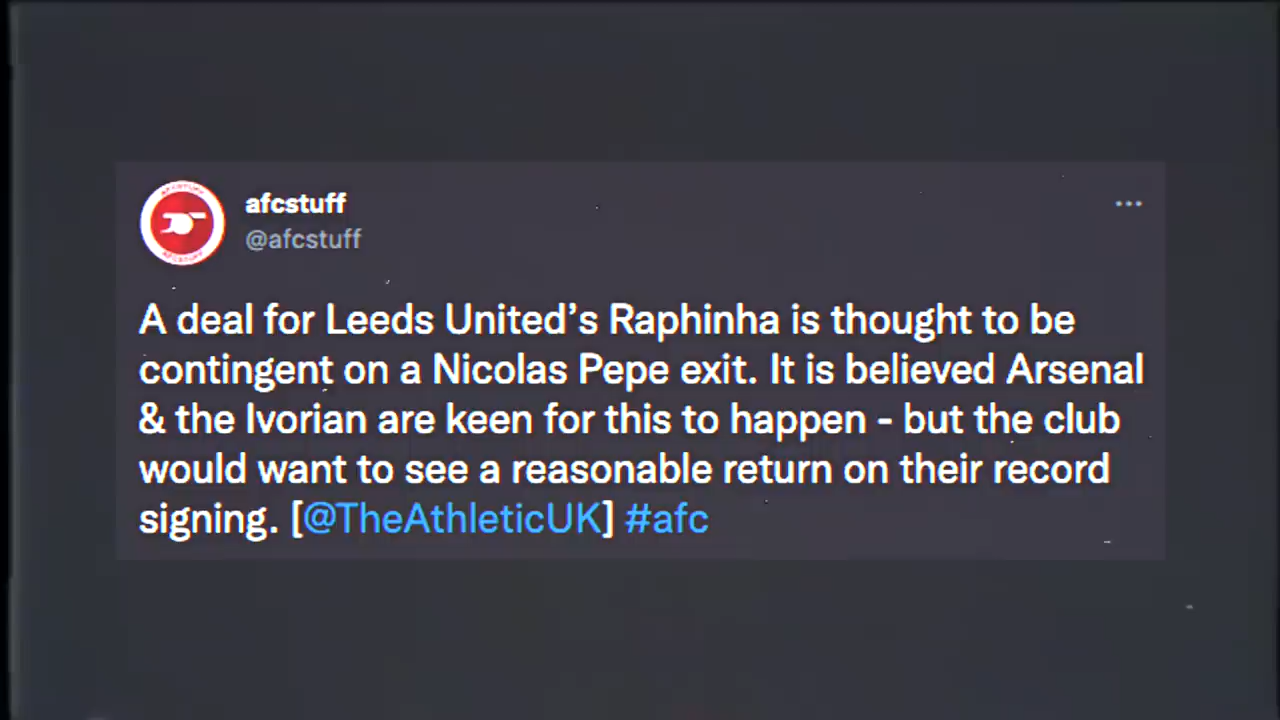 afcstuff
@afcstuff
A deal for Leeds United’s Raphinha is thought to be
contingent on a Nicolas Pepe exit. It is believed Arsenal
& the Ivorian are keen for this to happen - but the club
would want to see a reasonable return on their record
signing. [@TheAthleticUK] #afc
AFCSTUFF
AFCSTUFF